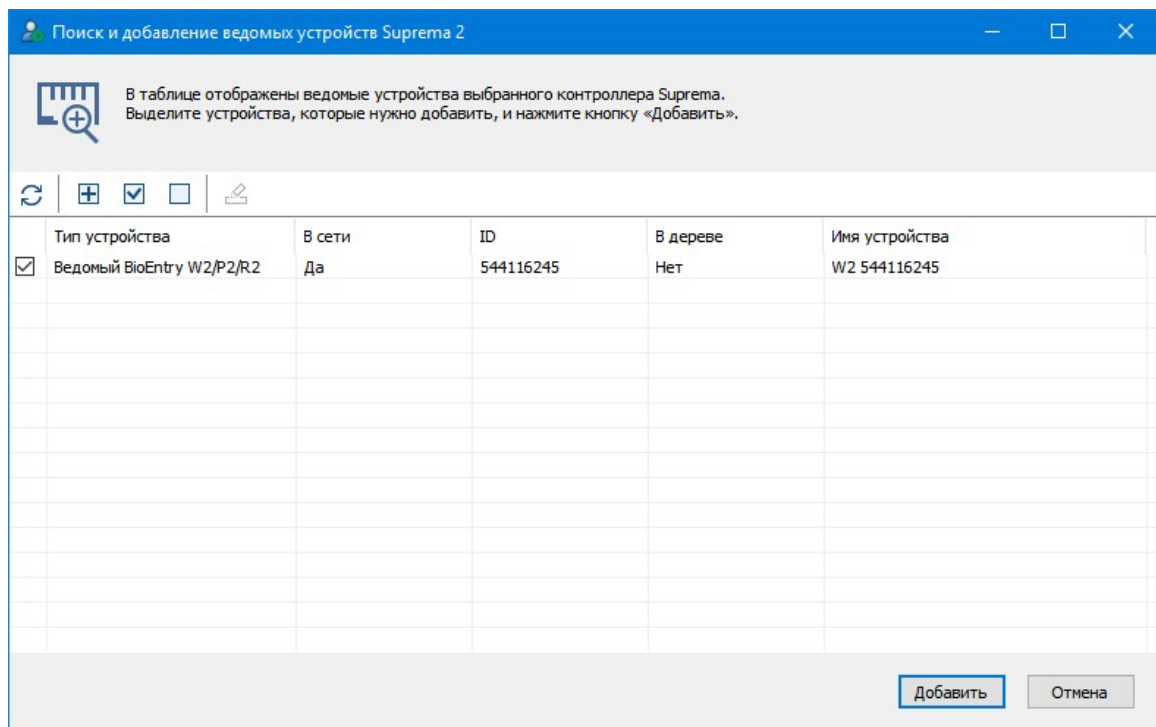 Поиск и добавление ведомых устройств Suprema 2
В таблице отображены ведомые устройства выбранного контроллера Suprema.
Выделите устройства, которые нужно добавить, и нажмите кнопку «Добавить».
Тип устройства В сети ID В дереве Имя устройства
Ведомый BioEntry W2/P2/R2 Да 544116245 Нет W2 544116245
Добавить Отмена